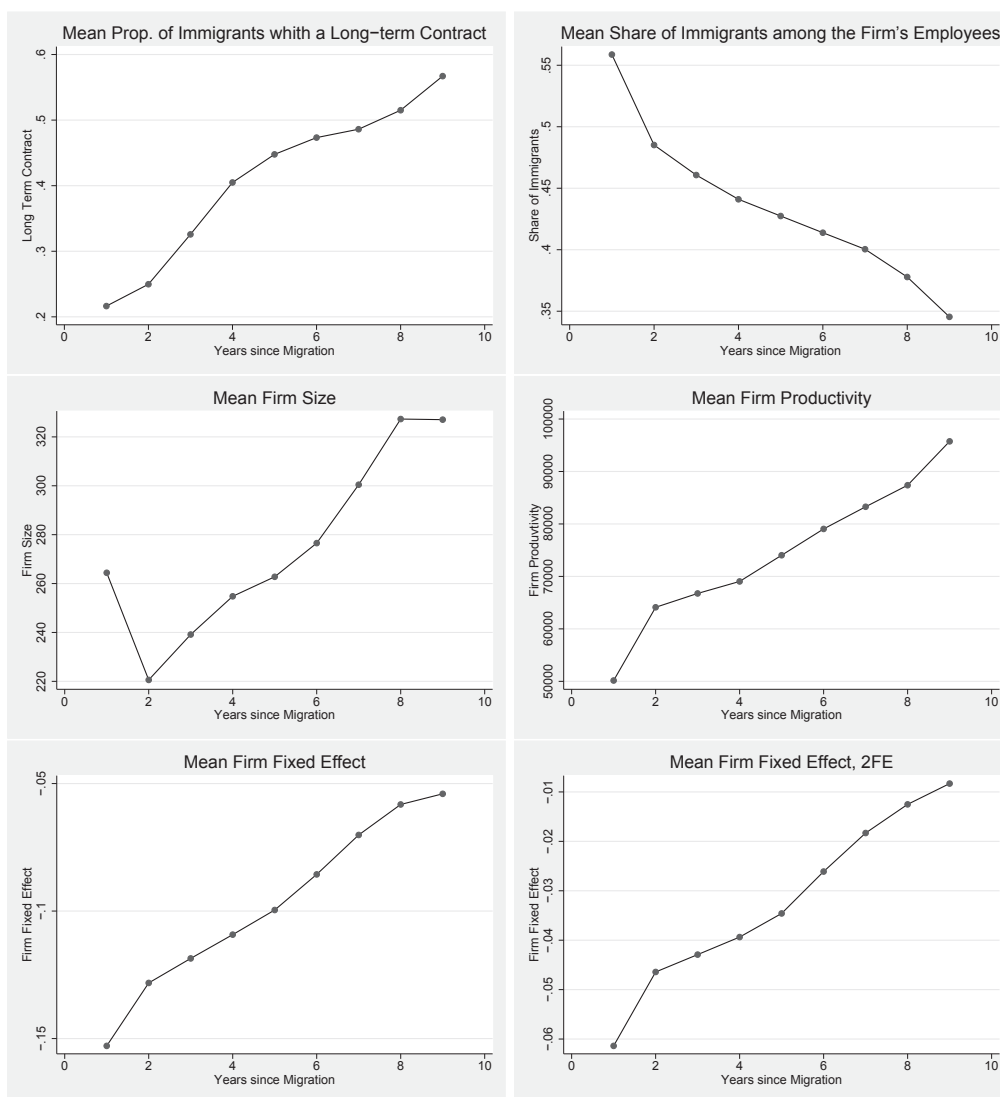 Mean Prop. of Immigrants whith a Long−term Contract
Long Term Contract
.6
.5
.4
.3
.2
0 2 4 6 8 10
Years since Migration
Mean Share of Immigrants among the Firm's Employees
Share of Immigrants
.55
.5
.45
.4
.35
0 2 4 6 8 10
Years since Migration
Mean Firm Size
Firm Size
320
300
280
260
240
220
0 2 4 6 8 10
Years since Migration
Mean Firm Productivity
Firm Produvtivity
100000
90000
80000
70000
60000
50000
0 2 4 6 8 10
Years since Migration
Mean Firm Fixed Effect
Firm Fixed Effect
−.05
−.1
−.15
0 2 4 6 8 10
Years since Migration
Mean Firm Fixed Effect, 2FE
Firm Fixed Effect
−.01
−.02
−.03
−.04
−.05
−.06
0 2 4 6 8 10
Years since Migration